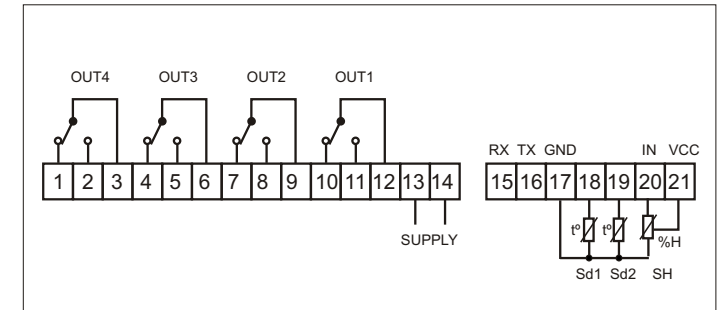 OUT4 OUT3 OUT2 OUT1
RX TX GND IN VCC
1 2 3 4 5 6 7 8 9 10 11 12 13 14 15 16 17 18 19 20 21
tº tº %H
SUPPLY
Sd1 Sd2 SH